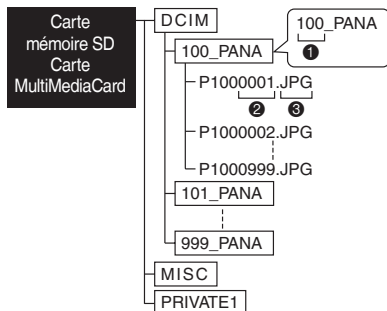 Carte
mémoire SD
Carte
MultiMediaCard
DCIM
100_PANA
100_PANA
❶
P1000001.JPG
❷ ❸
P1000002.JPG
P1000999.JPG
101_PANA
999_PANA
MISC
PRIVATE1